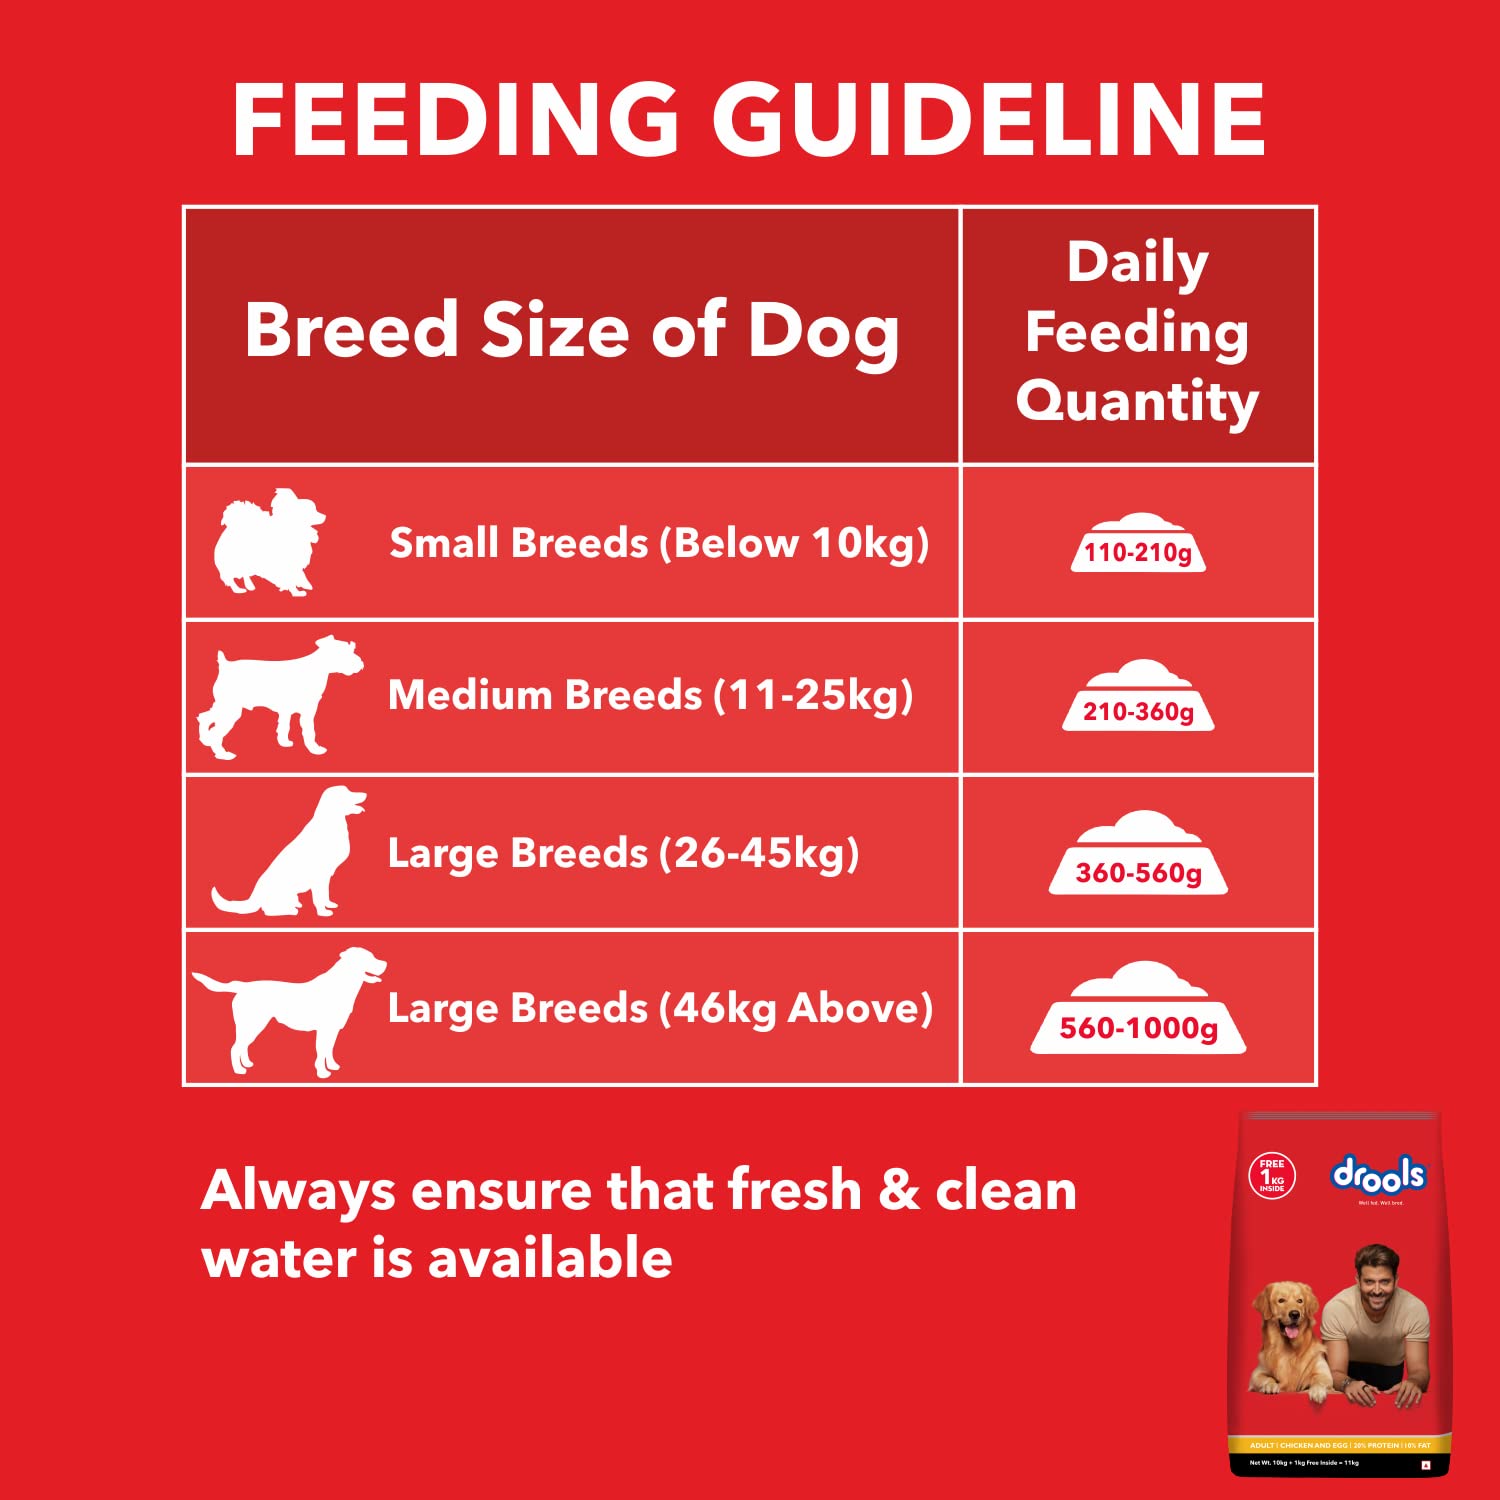 FEEDING GUIDELINE
Breed Size of Dog
Daily
Feeding
Quantity
Small Breeds (Below 10kg)
110-210g
Medium Breeds (11-25kg)
210-360g
Large Breeds (26-45kg)
360-560g
Large Breeds (46kg Above)
560-1000g
Always ensure that fresh & clean
water is available
FREE
1KG
INSIDE
drools
Well fed. Well bred.
ADULT | CHICKEN AND EGG | 20% PROTEIN | 10% FAT
Net Wt. 10kg + 1kg Free Inside = 11kg